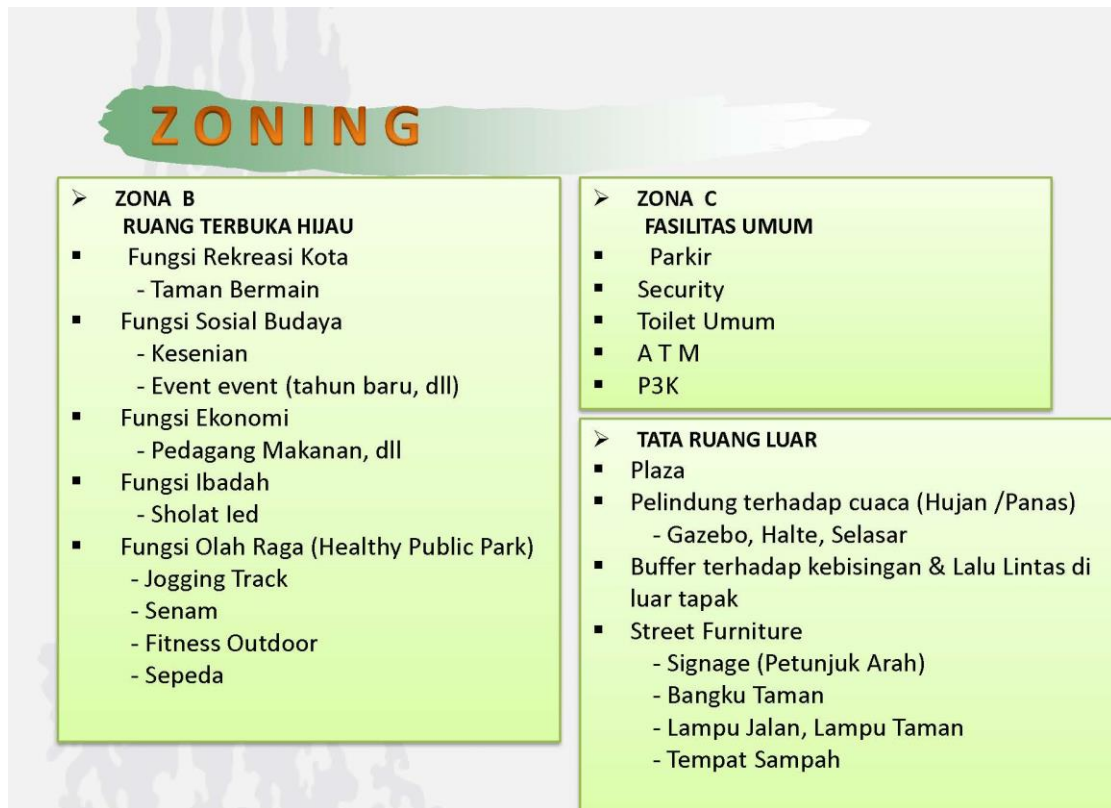 ZONING
➢ ZONA B
RUANG TERBUKA HIJAU
▪ Fungsi Rekreasi Kota
- Taman Bermain
▪ Fungsi Sosial Budaya
- Kesenian
- Event event (tahun baru, dll)
▪ Fungsi Ekonomi
- Pedagang Makanan, dll
▪ Fungsi Ibadah
- Sholat Ied
▪ Fungsi Olah Raga (Healthy Public Park)
- Jogging Track
- Senam
- Fitness Outdoor
- Sepeda
➢ ZONA C
FASILITAS UMUM
▪ Parkir
▪ Security
▪ Toilet Umum
▪ A T M
▪ P3K
➢ TATA RUANG LUAR
▪ Plaza
▪ Pelindung terhadap cuaca (Hujan /Panas)
- Gazebo, Halte, Selasar
▪ Buffer terhadap kebisingan & Lalu Lintas di
luar tapak
▪ Street Furniture
- Signage (Petunjuk Arah)
- Bangku Taman
- Lampu Jalan, Lampu Taman
- Tempat Sampah